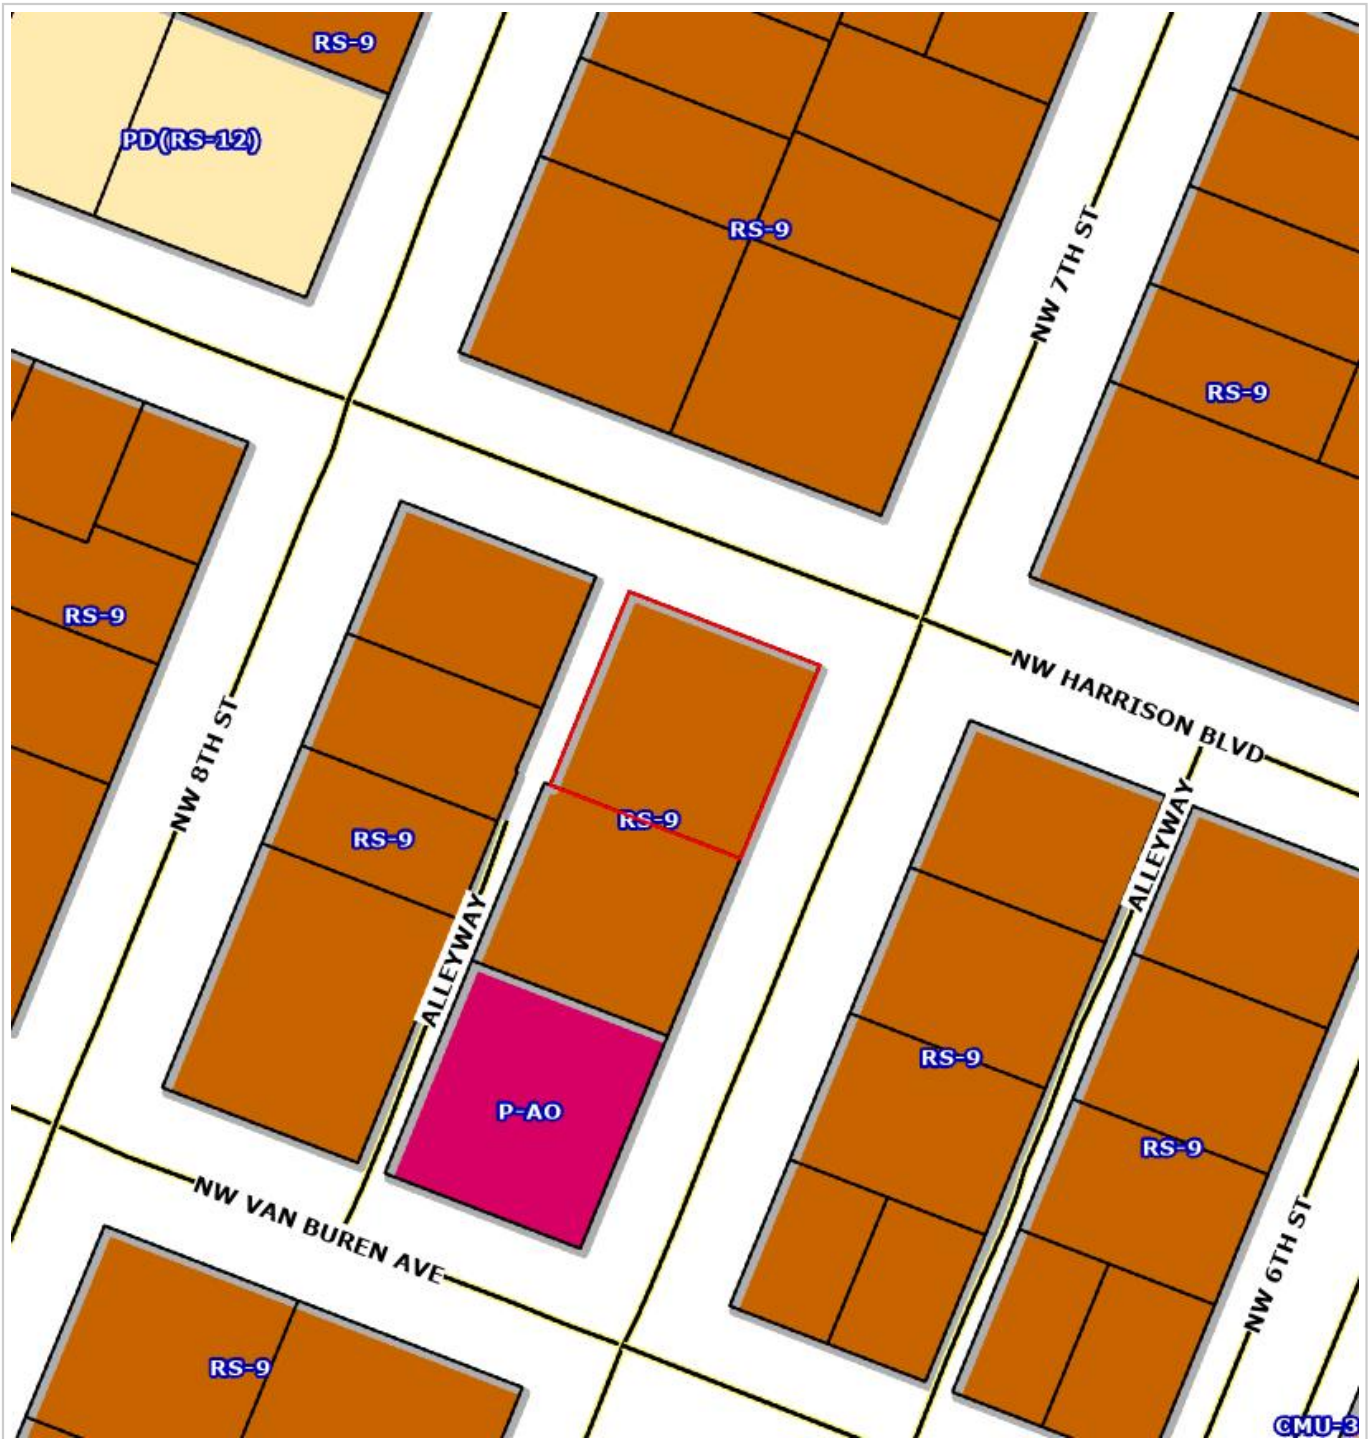 RS-9
PD(RS-12)
RS-9
NW 7TH ST
RS-9
RS-9
NW HARRISON BLVD
NW 8TH ST
RS-9
RS-9
ALLEYWAY
ALLEYWAY
RS-9
P-AO
RS-9
NW VAN BUREN AVE
NW 6TH ST
RS-9
CMU-3